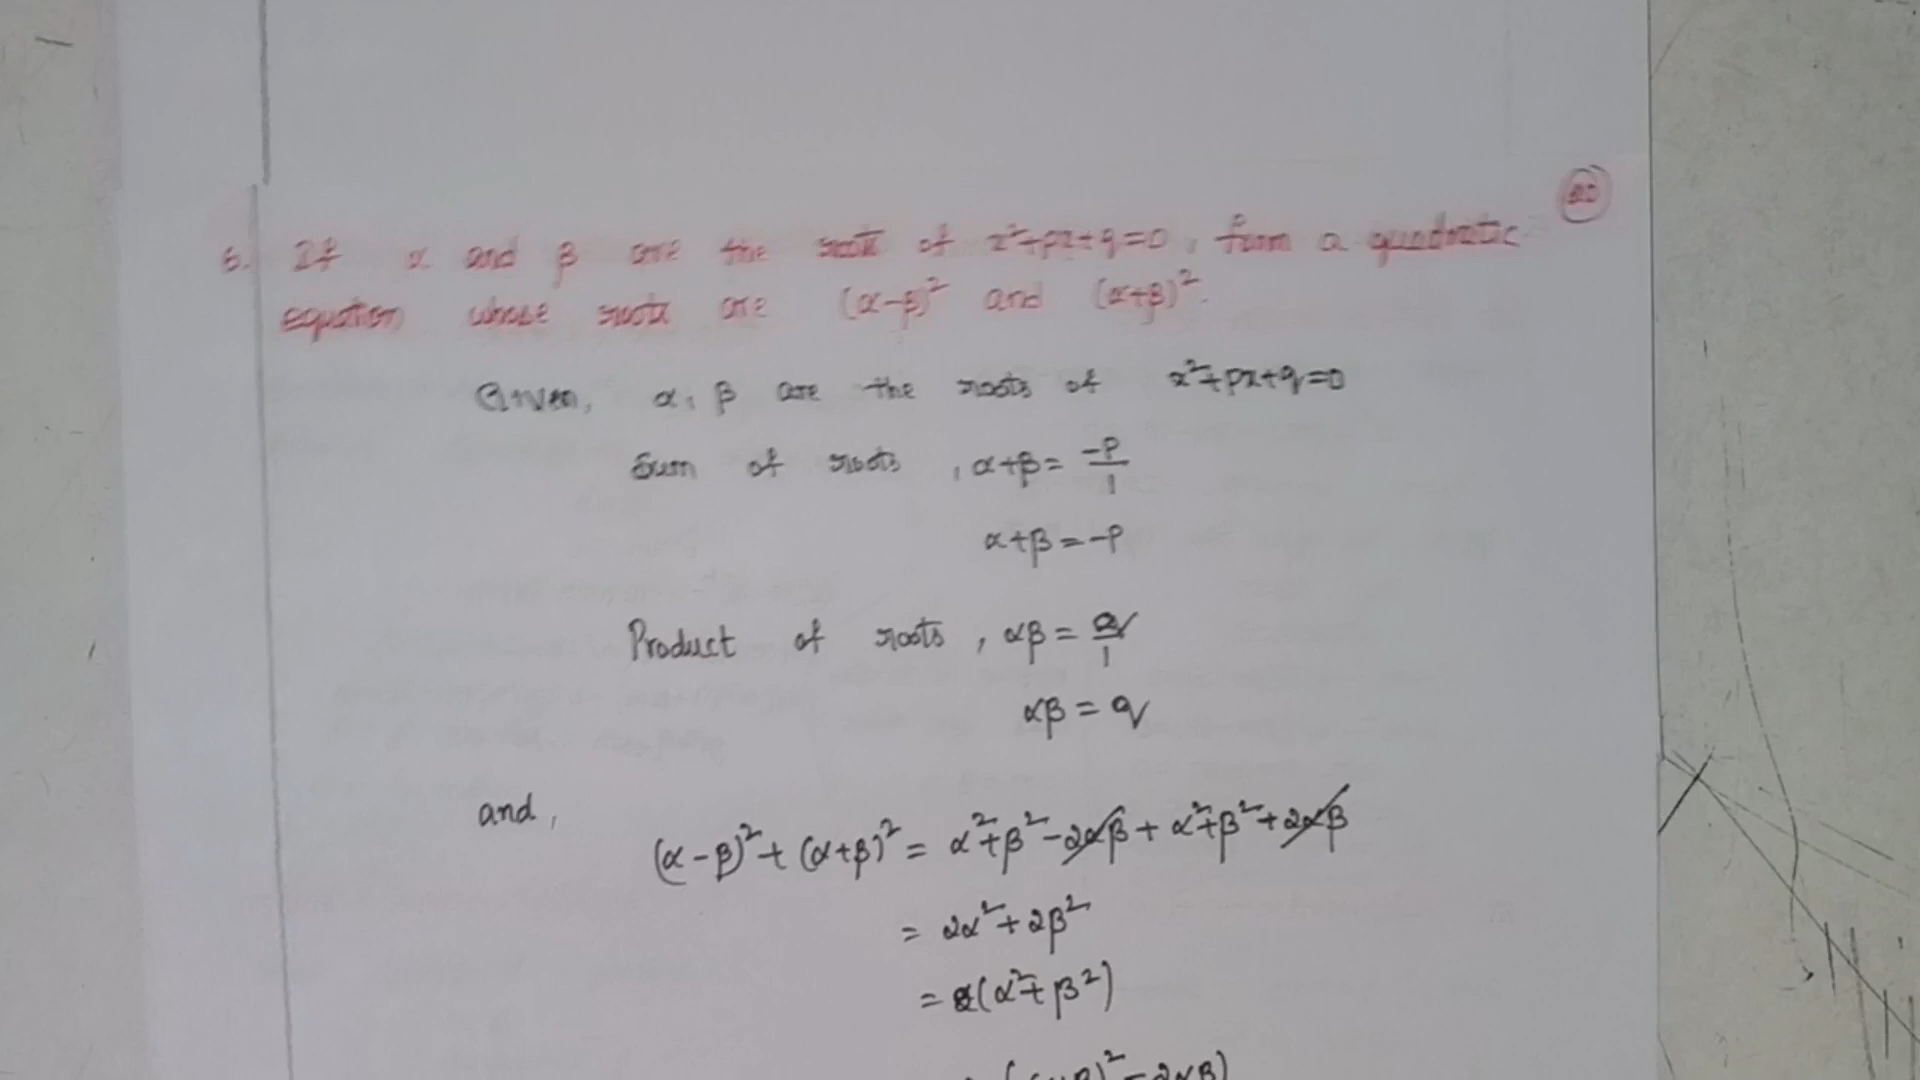 6. If α and β are the roots of x²+px+q=0, form a quadratic
equation whose roots are (α-β)² and (α+β)².
Given, α, β are the roots of x²+px+q=0
Sum of roots, α+β = -P/1
α+β=-P
Product of roots, αβ = q/1
αβ = q
and,
(α-β)²+(α+β)² = α²+β²-2αβ+α²+β²+2αβ
= 2α²+2β²
= 2(α²+β²)
(α+β)²-2αβ)